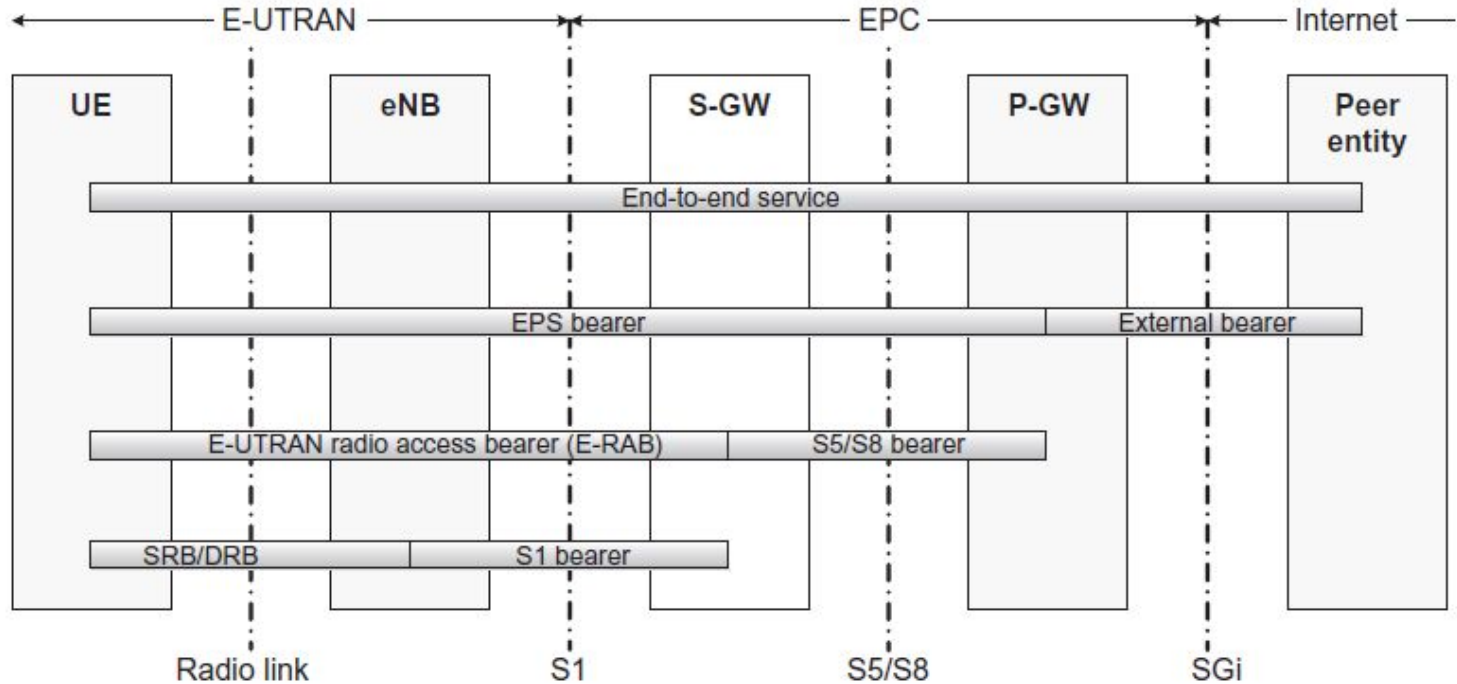 E-UTRAN EPC Internet
UE eNB S-GW P-GW Peer
entity
End-to-end service
EPS bearer External bearer
E-UTRAN radio access bearer (E-RAB) S5/S8 bearer
SRB/DRB S1 bearer
Radio link S1 S5/S8 SGi